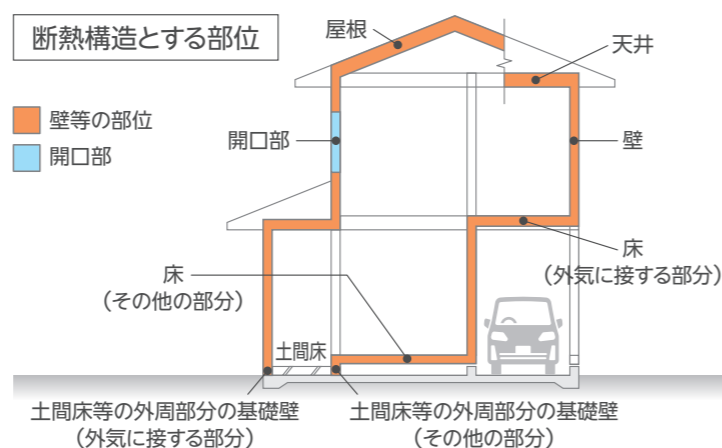 断熱構造とする部位
壁等の部位
開口部
屋根
天井
開口部
壁
床
（外気に接する部分）
床
（その他の部分）
土間床
土間床等の外周部分の基礎壁
（外気に接する部分）
土間床等の外周部分の基礎壁
（その他の部分）